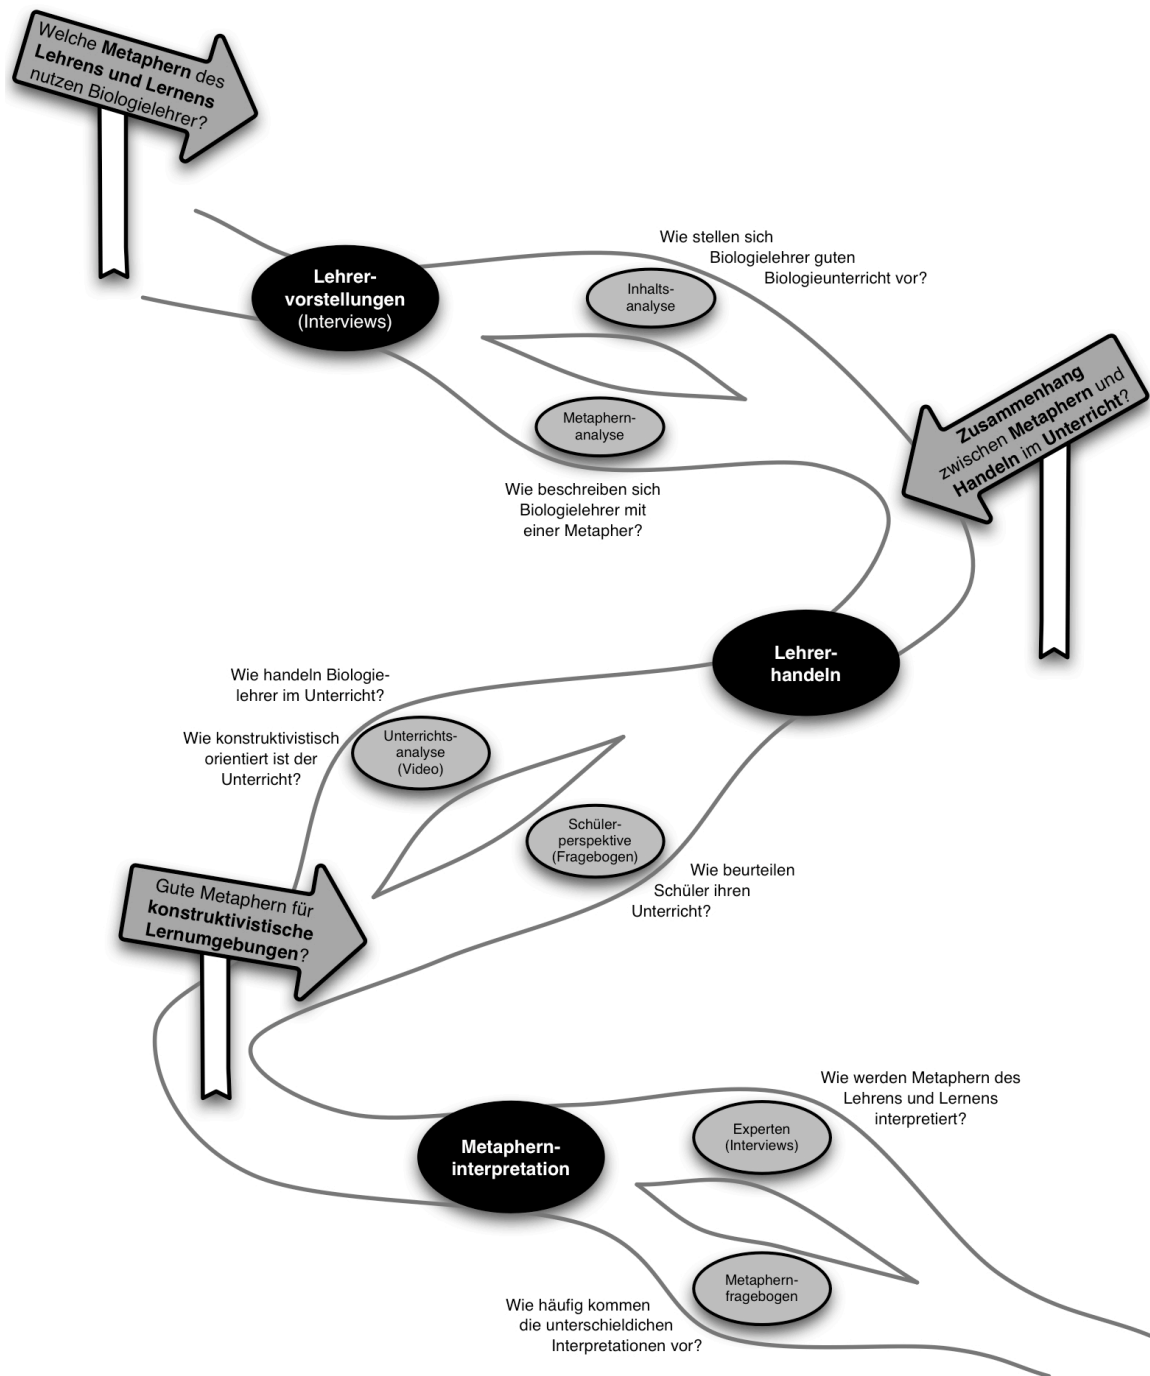 Welche Metaphern des
Lehrens und Lernens
nutzen Biologielehrer?
Wie stellen sich
Biologielehrer guten
Biologieunterricht vor?
Lehrer-
vorstellungen
(Interviews)
Inhalts-
analyse
Metaphern-
analyse
Zusammenhang
zwischen Metaphern und
Handeln im Unterricht?
Wie beschreiben sich
Biologielehrer mit
einer Metapher?
Lehrer-
handeln
Wie handeln Biologie-
lehrer im Unterricht?
Wie konstruktivistisch
orientiert ist der
Unterricht?
Unterrichts-
analyse
(Video)
Schüler-
perspektive
(Fragebogen)
Wie beurteilen
Schüler ihren
Unterricht?
Gute Metaphern für
konstruktivistische
Lernumgebungen?
Wie werden Metaphern des
Lehrens und Lernens
interpretiert?
Experten
(Interviews)
Metaphern-
interpretation
Metaphern-
fragebogen
Wie häufig kommen
die unterschieldichen
Interpretationen vor?